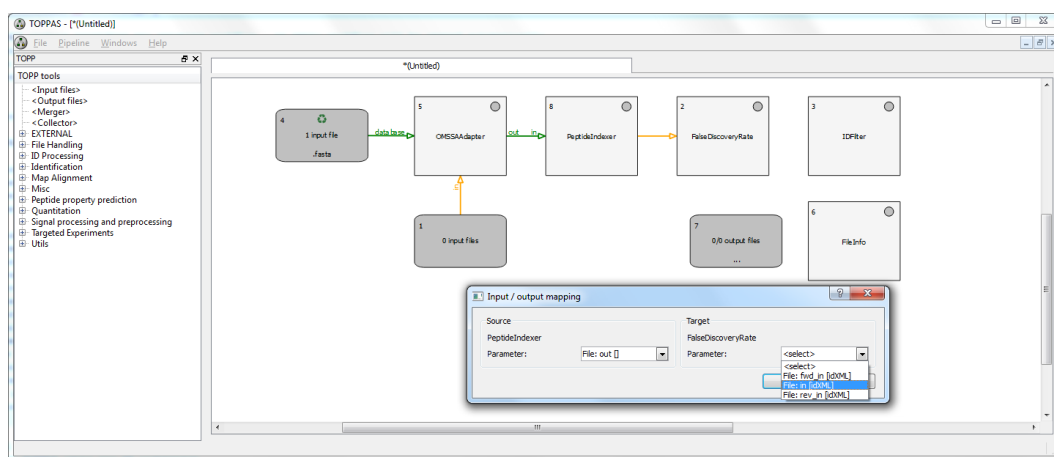 TOPPAS - [*(Untitled)]
File Pipeline Windows Help
TOPP
TOPP tools
<Input files>
<Output files>
<Merger>
<Collector>
EXTERNAL
File Handling
ID Processing
Identification
Map Alignment
Misc
Peptide property prediction
Quantitation
Signal processing and preprocessing
Targeted Experiments
Utils
*(Untitled)
4
1 input file
.fasta
database
5
OMSSAAdapter
out in
8
PeptideIndexer
2
FalseDiscoveryRate
3
IDFilter
in
1
0 input files
7
0/0 output files
...
6
FileInfo
Input / output mapping
Source
PeptideIndexer
Parameter: File: out []
Target
FalseDiscoveryRate
Parameter: <select>
<select>
File: fwd_in [idXML]
File: in [idXML]
File: rev_in [idXML]